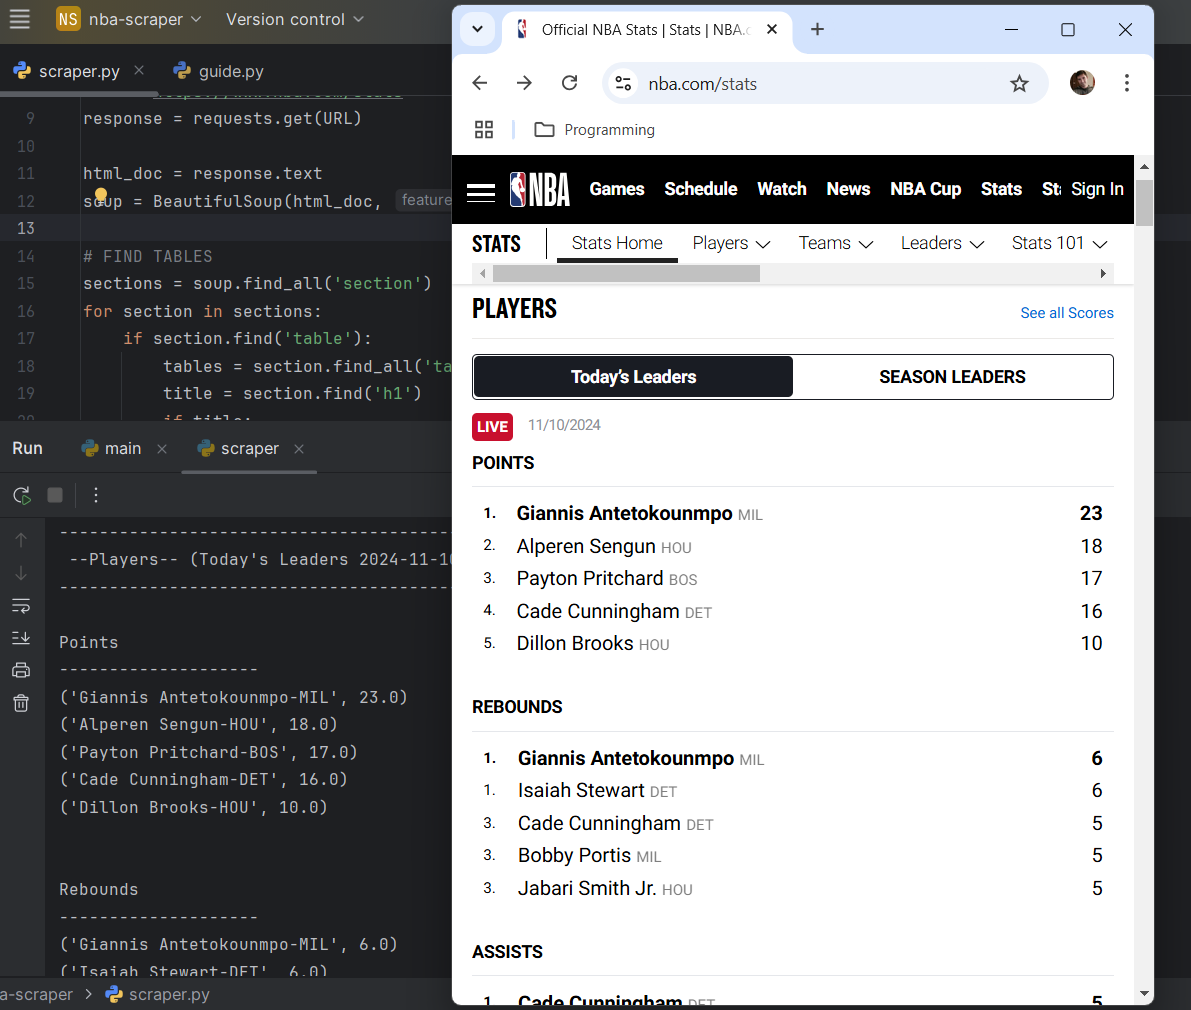 NS nba-scraper Version control
scraper.py guide.py
9 response = requests.get(URL)
10
11 html_doc = response.text
12 soup = BeautifulSoup(html_doc, feature
13
14 # FIND TABLES
15 sections = soup.find_all('section')
16 for section in sections:
17 if section.find('table'):
18 tables = section.find_all('ta
19 title = section.find('h1')
20 if title:
Run main scraper
--Players-- (Today's Leaders 2024-11-10
Points
--------------------
('Giannis Antetokounmpo-MIL', 23.0)
('Alperen Sengun-HOU', 18.0)
('Payton Pritchard-BOS', 17.0)
('Cade Cunningham-DET', 16.0)
('Dillon Brooks-HOU', 10.0)
Rebounds
--------------------
('Giannis Antetokounmpo-MIL', 6.0)
('Isaiah Stewart-DET', 6.0)
a-scraper > scraper.py
Official NBA Stats | Stats | NBA.c
nba.com/stats
Programming
NBA Games Schedule Watch News NBA Cup Stats St Sign In
STATS Stats Home Players Teams Leaders Stats 101
PLAYERS See all Scores
Today's Leaders SEASON LEADERS
LIVE 11/10/2024
POINTS
1. Giannis Antetokounmpo MIL 23
2. Alperen Sengun HOU 18
3. Payton Pritchard BOS 17
4. Cade Cunningham DET 16
5. Dillon Brooks HOU 10
REBOUNDS
1. Giannis Antetokounmpo MIL 6
1. Isaiah Stewart DET 6
3. Cade Cunningham DET 5
3. Bobby Portis MIL 5
3. Jabari Smith Jr. HOU 5
ASSISTS
1. Cade Cunningham DET 5